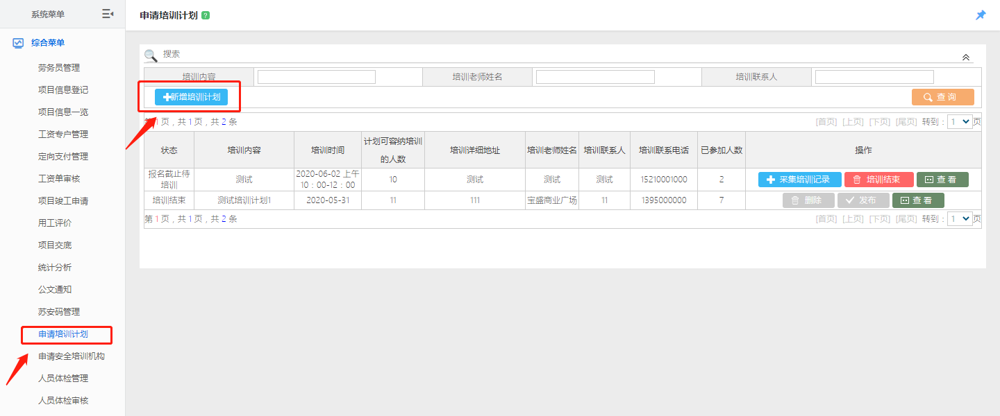 系统菜单
综合菜单
劳务员管理
项目信息登记
项目信息一览
工资专户管理
定向支付管理
工资单审核
项目竣工申请
用工评价
项目交底
统计分析
公文通知
苏安码管理
申请培训计划
申请安全培训机构
人员体检管理
人员体检审核
申请培训计划 ?
搜索
培训内容 培训老师姓名 培训联系人
新增培训计划 查 询
第 1 页 , 共 1 页 , 共 2 条 [首页] [上页] [下页] [尾页] 转到 : 1 页
状态 培训内容 培训时间 计划可容纳培训的人数 培训详细地址 培训老师姓名 培训联系人 培训联系电话 已参加人数 操作
报名截止待培训 测试 2020-06-02 上午10：00-12：00 10 测试 测试 测试 15210001000 2 采集培训记录 培训结束 查 看
培训结束 测试培训计划1 2020-05-31 11 111 宝盛商业广场 11 1395000000 7 删除 发布 查 看
第 1 页 , 共 1 页 , 共 2 条 [首页] [上页] [下页] [尾页] 转到 : 1 页